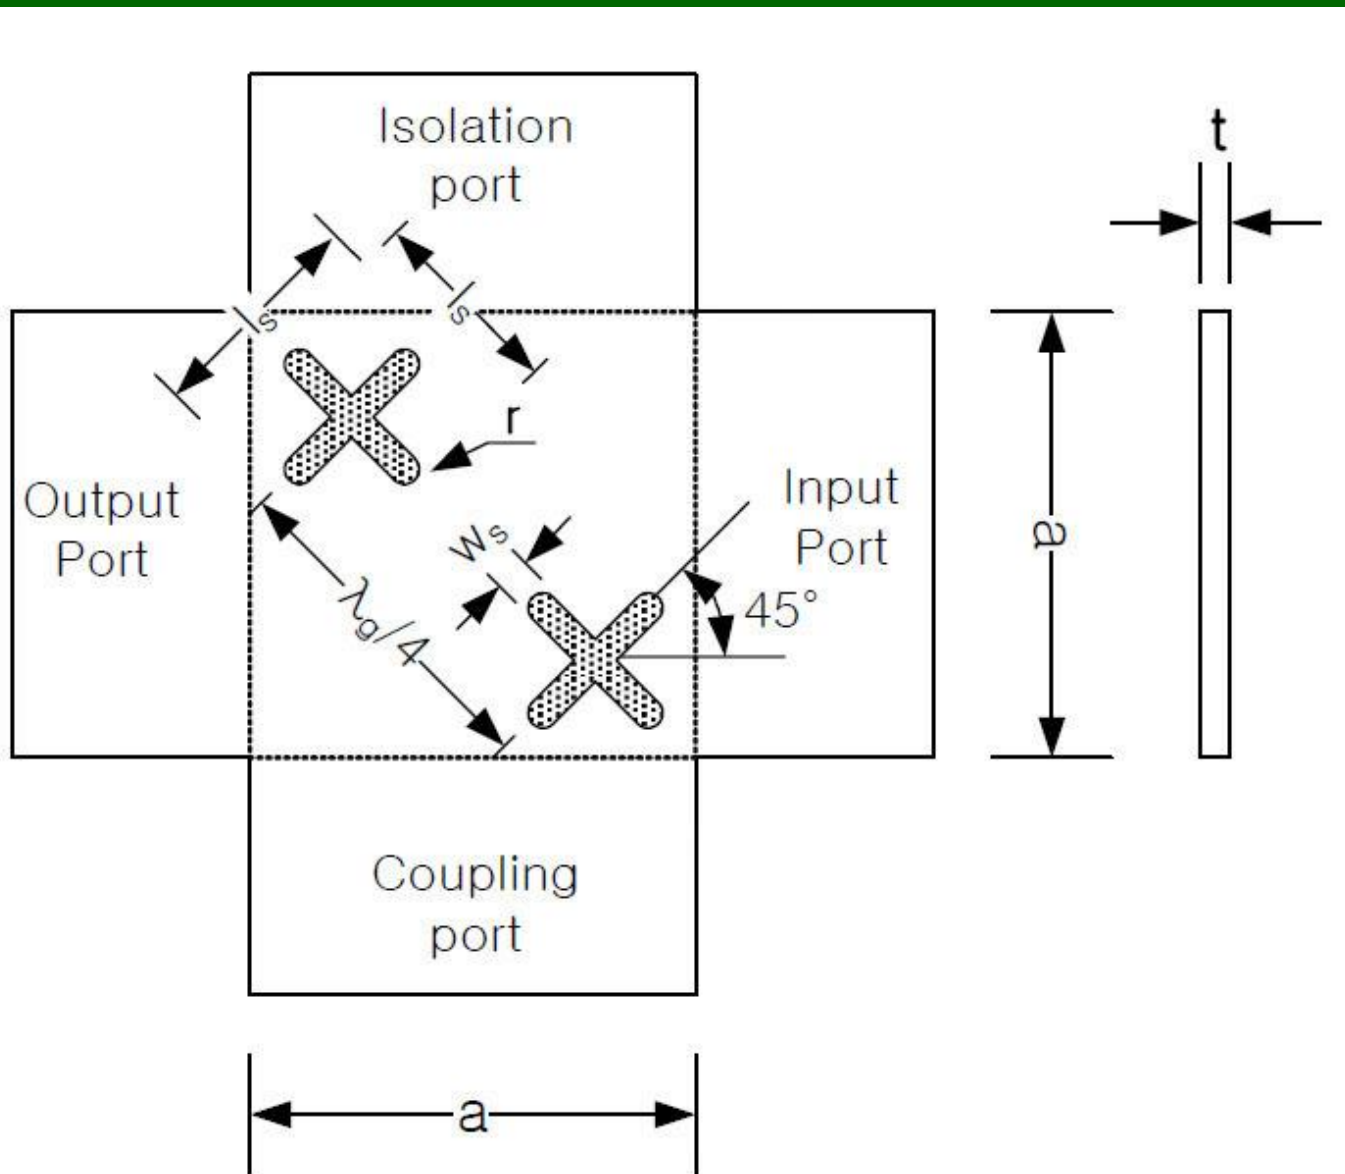 Isolation
port
t
ls
ls
r
Output
Port
Input
Port
Ws
a
λg/4
45°
Coupling
port
a